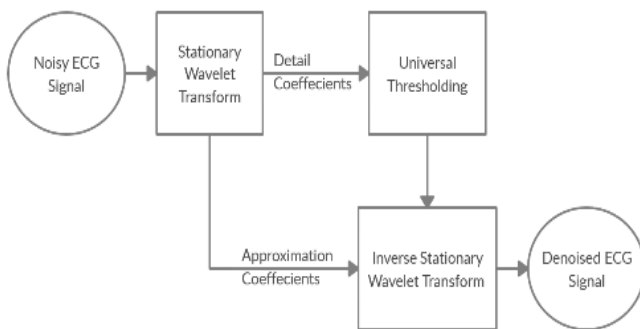 Noisy ECG
Signal
Stationary
Wavelet
Transform
Detail
Coeffecients
Universal
Thresholding
Approximation
Coeffecients
Inverse Stationary
Wavelet Transform
Denoised ECG
Signal